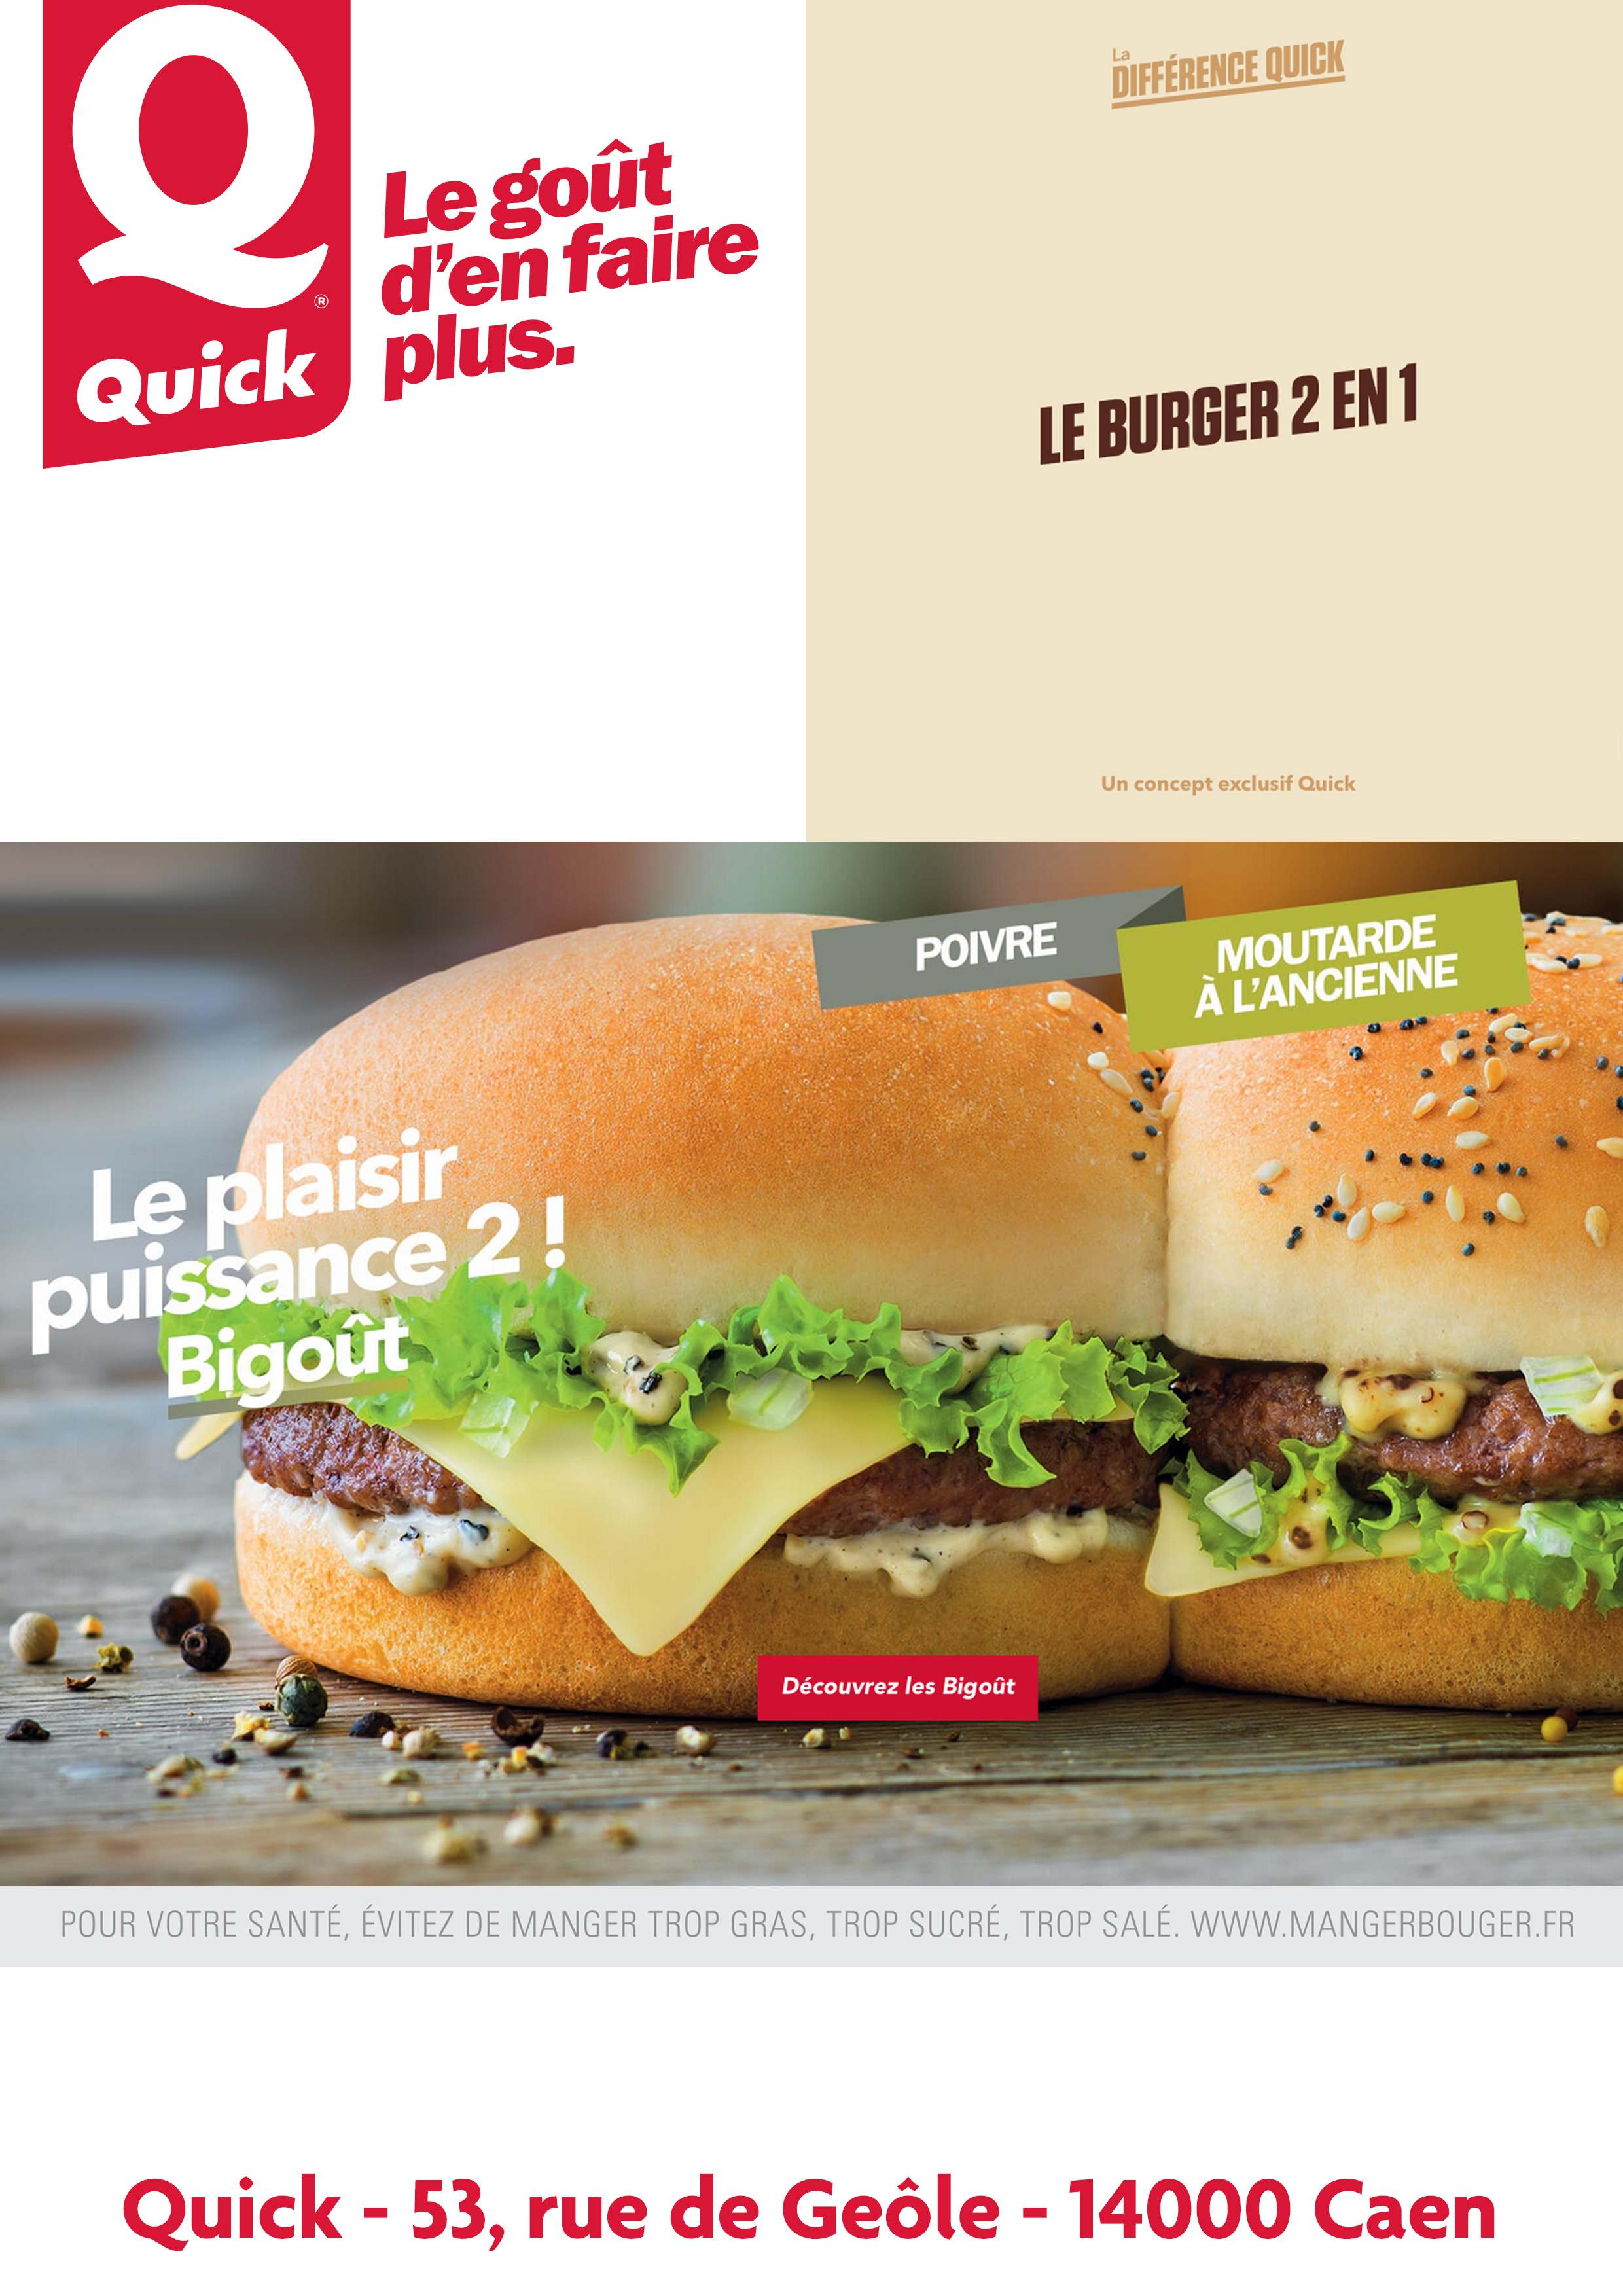 Quick
Le goût
d'en faire
plus.
La
DIFFÉRENCE QUICK
LE BURGER 2 EN 1
Un concept exclusif Quick
POIVRE
MOUTARDE
À L'ANCIENNE
Le plaisir
puissance 2 !
Bigoût
Découvrez les Bigoût
POUR VOTRE SANTÉ, ÉVITEZ DE MANGER TROP GRAS, TROP SUCRÉ, TROP SALÉ. WWW.MANGERBOUGER.FR
Quick - 53, rue de Geôle - 14000 Caen